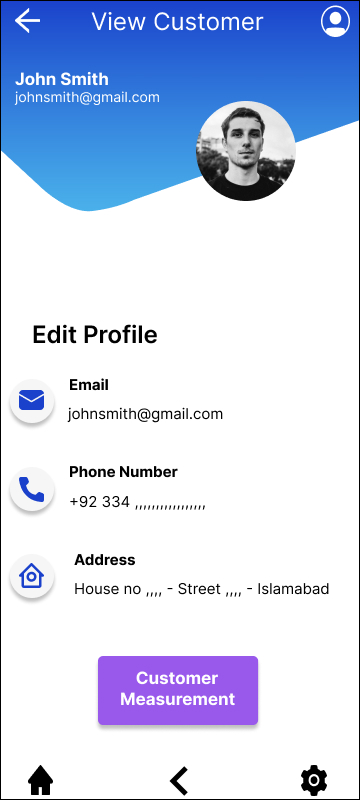 View Customer
John Smith
johnsmith@gmail.com
Edit Profile
Email
johnsmith@gmail.com
Phone Number
+92 334 ,,,,,,,,,,,,,,,,,
Address
House no ,,,, - Street ,,,, - Islamabad
Customer
Measurement